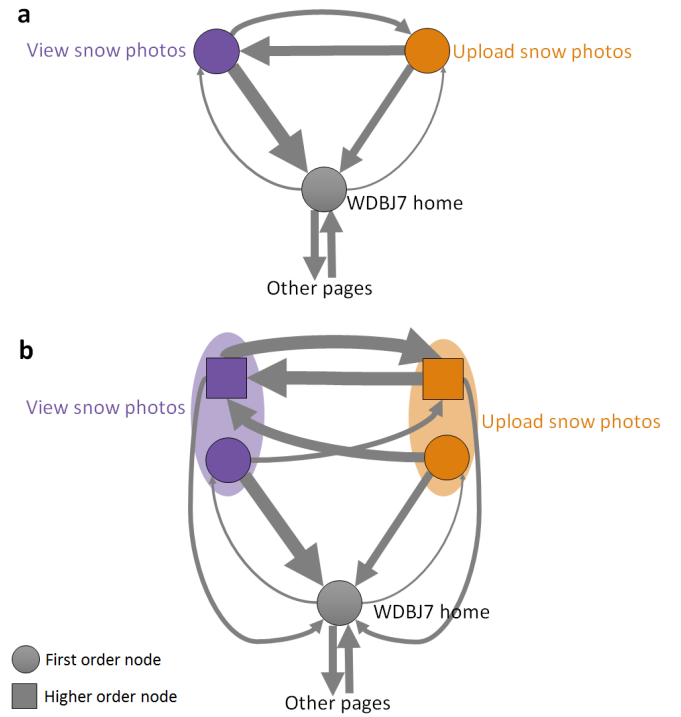 a
View snow photos
Upload snow photos
WDBJ7 home
Other pages
b
View snow photos
Upload snow photos
WDBJ7 home
First order node
Higher order node
Other pages